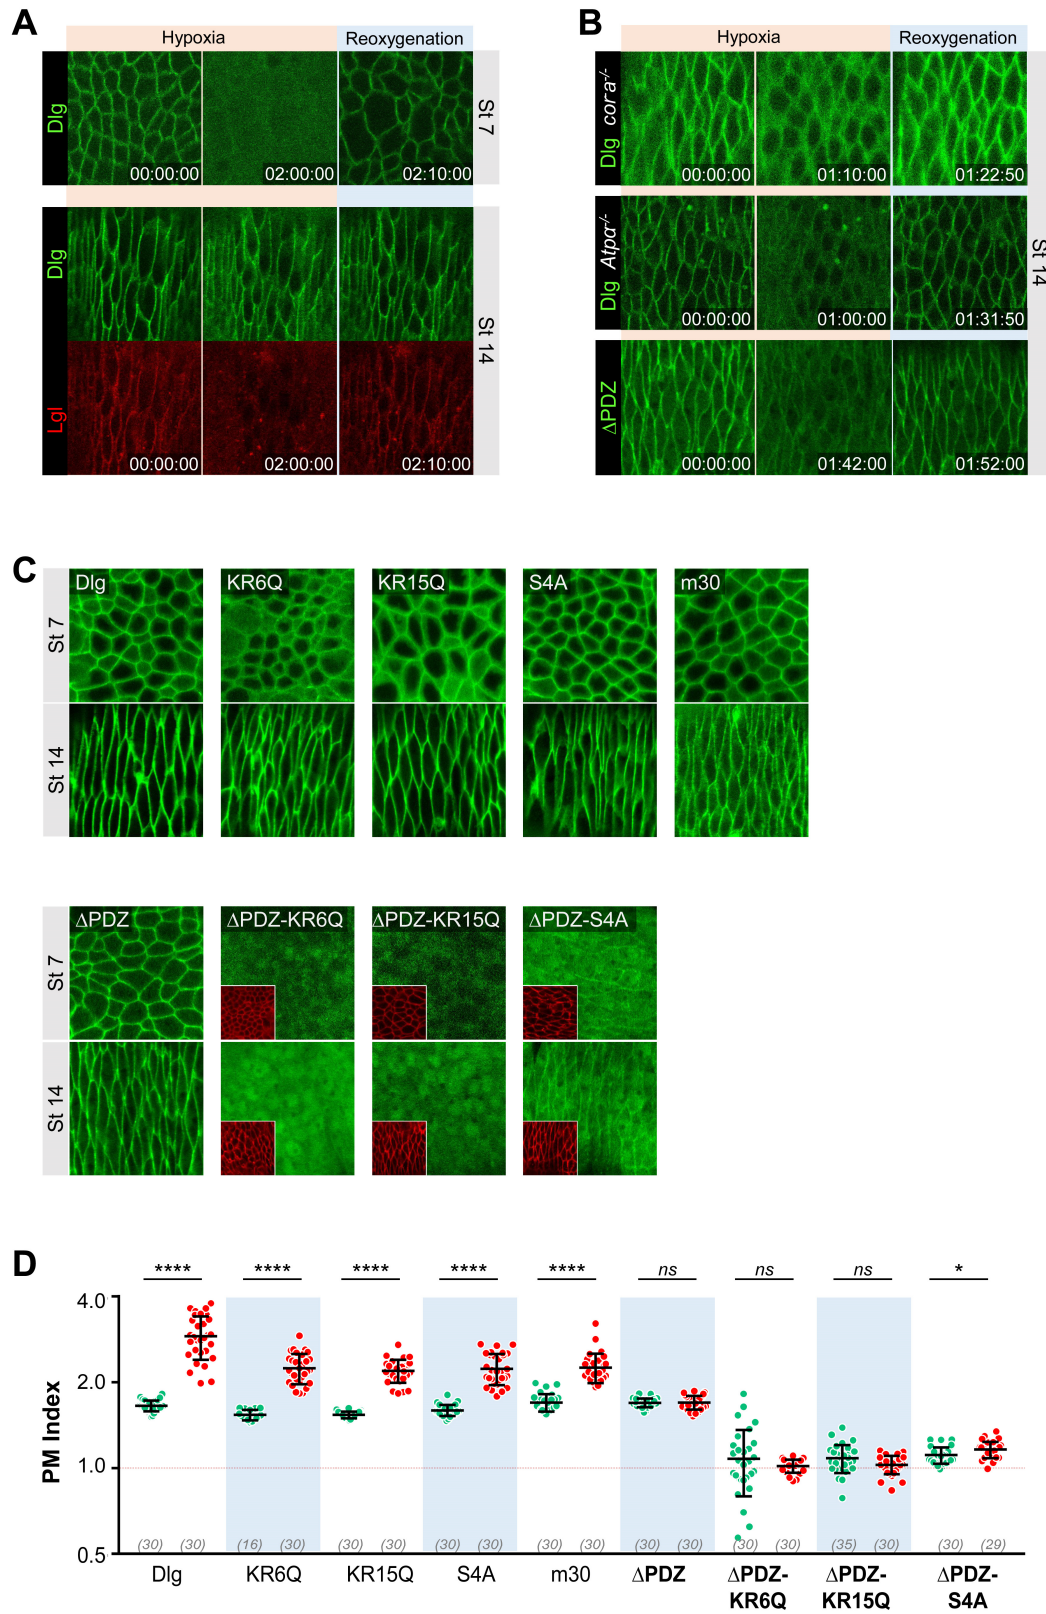 A
Hypoxia
Reoxygenation
Dlg
00:00:00
02:00:00
02:10:00
St 7
Dlg
Lgl
00:00:00
02:00:00
02:10:00
St 14
B
Hypoxia
Reoxygenation
Dlg cora-/-
00:00:00
01:10:00
01:22:50
Dlg Atpα-/-
00:00:00
01:00:00
01:31:50
ΔPDZ
00:00:00
01:42:00
01:52:00
St 14
C
St 7
Dlg
KR6Q
KR15Q
S4A
m30
St 14
St 7
ΔPDZ
ΔPDZ-KR6Q
ΔPDZ-KR15Q
ΔPDZ-S4A
St 14
D
**** **** **** **** **** ns ns ns *
PM Index
4.0
2.0
1.0
0.5
(30) (30) (16) (30) (30) (30) (30) (30) (30) (30) (30) (30) (30) (30) (35) (30) (30) (29)
Dlg KR6Q KR15Q S4A m30 ΔPDZ ΔPDZ- ΔPDZ- ΔPDZ-
KR6Q KR15Q S4A